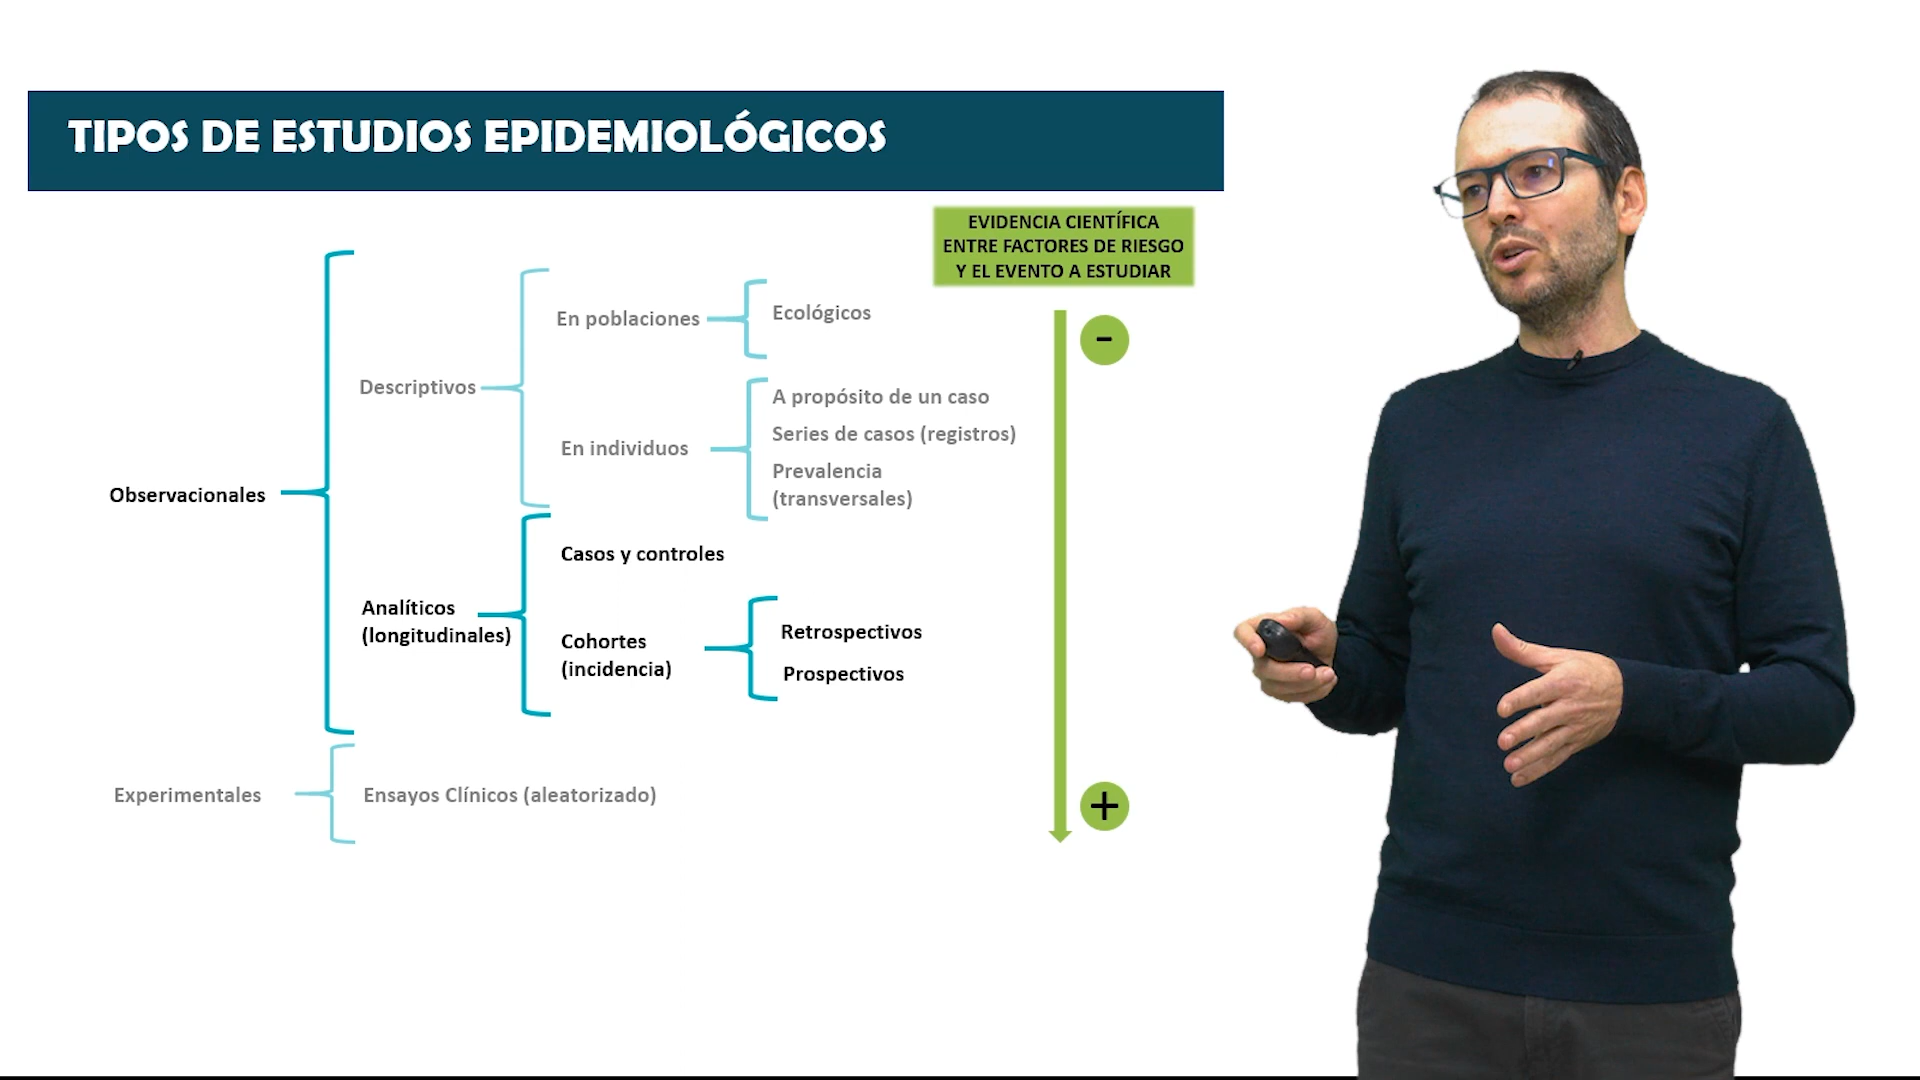 TIPOS DE ESTUDIOS EPIDEMIOLÓGICOS
EVIDENCIA CIENTÍFICA
ENTRE FACTORES DE RIESGO
Y EL EVENTO A ESTUDIAR
-
+
Observacionales
Descriptivos
En poblaciones
Ecológicos
En individuos
A propósito de un caso
Series de casos (registros)
Prevalencia
(transversales)
Analíticos
(longitudinales)
Casos y controles
Cohortes
(incidencia)
Retrospectivos
Prospectivos
Experimentales
Ensayos Clínicos (aleatorizado)